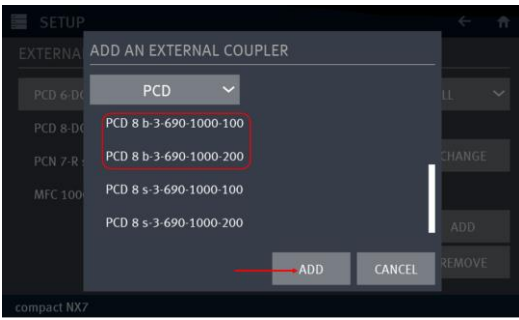 SETUP
EXTERNA
ADD AN EXTERNAL COUPLER
PCD
PCD 6-DC
LL
PCD 8-DC
PCD 8 b-3-690-1000-100
PCD 8 b-3-690-1000-200
PCN 7-R
CHANGE
MFC 100
PCD 8 s-3-690-1000-100
PCD 8 s-3-690-1000-200
ADD
ADD
CANCEL
REMOVE
compact NX7